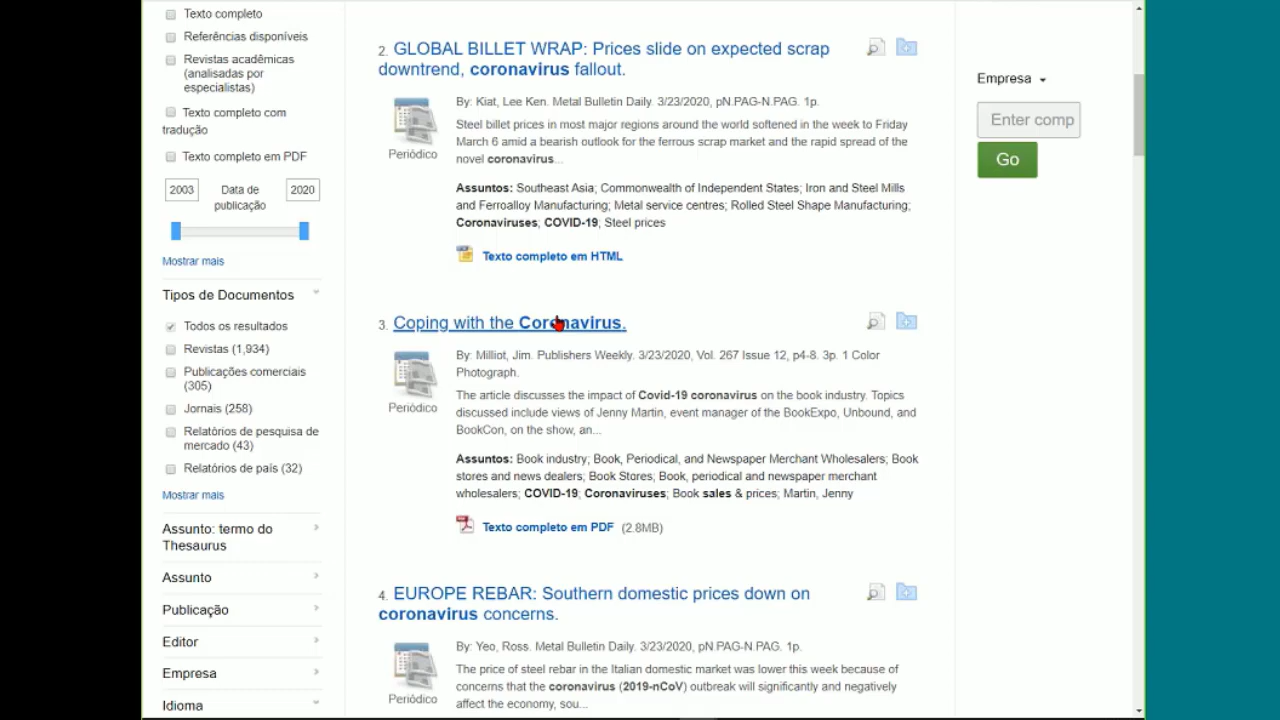 Texto completo
Referências disponíveis
Revistas acadêmicas
(analisadas por
especialistas)
Texto completo com
tradução
Texto completo em PDF
2003
Data de
publicação
2020
Mostrar mais
Tipos de Documentos
Todos os resultados
Revistas (1,934)
Publicações comerciais
(305)
Jornais (258)
Relatórios de pesquisa de
mercado (43)
Relatórios de país (32)
Mostrar mais
Assunto: termo do
Thesaurus
Assunto
Publicação
Editor
Empresa
Idioma
2. GLOBAL BILLET WRAP: Prices slide on expected scrap
downtrend, coronavirus fallout.
Periódico
By: Kiat, Lee Ken. Metal Bulletin Daily. 3/23/2020, pN.PAG-N.PAG. 1p.
Steel billet prices in most major regions around the world softened in the week to Friday
March 6 amid a bearish outlook for the ferrous scrap market and the rapid spread of the
novel coronavirus...
Assuntos: Southeast Asia; Commonwealth of Independent States; Iron and Steel Mills
and Ferroalloy Manufacturing; Metal service centres; Rolled Steel Shape Manufacturing;
Coronaviruses; COVID-19; Steel prices
Texto completo em HTML
3. Coping with the Coronavirus.
Periódico
By: Milliot, Jim. Publishers Weekly. 3/23/2020, Vol. 267 Issue 12, p4-8. 3p. 1 Color
Photograph.
The article discusses the impact of Covid-19 coronavirus on the book industry. Topics
discussed include views of Jenny Martin, event manager of the BookExpo, Unbound, and
BookCon, on the show, an...
Assuntos: Book industry; Book, Periodical, and Newspaper Merchant Wholesalers; Book
stores and news dealers; Book Stores; Book, periodical and newspaper merchant
wholesalers; COVID-19; Coronaviruses; Book sales & prices; Martin, Jenny
Texto completo em PDF (2.8MB)
4. EUROPE REBAR: Southern domestic prices down on
coronavirus concerns.
Periódico
By: Yeo, Ross. Metal Bulletin Daily. 3/23/2020, pN.PAG-N.PAG. 1p.
The price of steel rebar in the Italian domestic market was lower this week because of
concerns that the coronavirus (2019-nCoV) outbreak will significantly and negatively
affect the economy, sou...
Empresa
Enter comp
Go